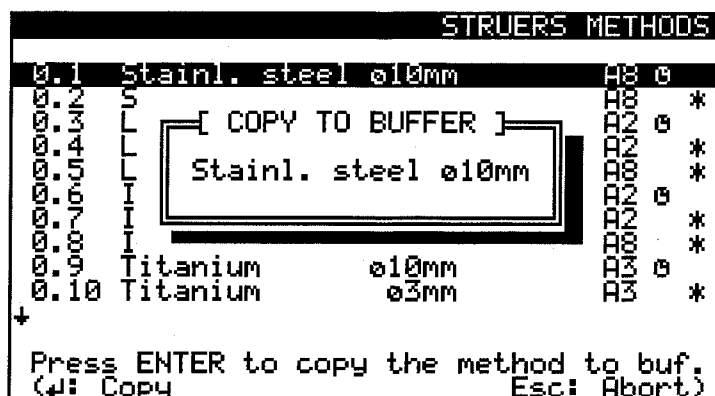 STRUERS METHODS
0.1 Stainl. steel ø10mm A8
0.2 S A8 *
0.3 L A2
0.4 L A2 *
0.5 L A8 *
0.6 I A2
0.7 I A2 *
0.8 I A8 *
0.9 Titanium ø10mm A3
0.10 Titanium ø3mm A3 *
[ COPY TO BUFFER ]
Stainl. steel ø10mm
Press ENTER to copy the method to buf.
(↲: Copy Esc: Abort)